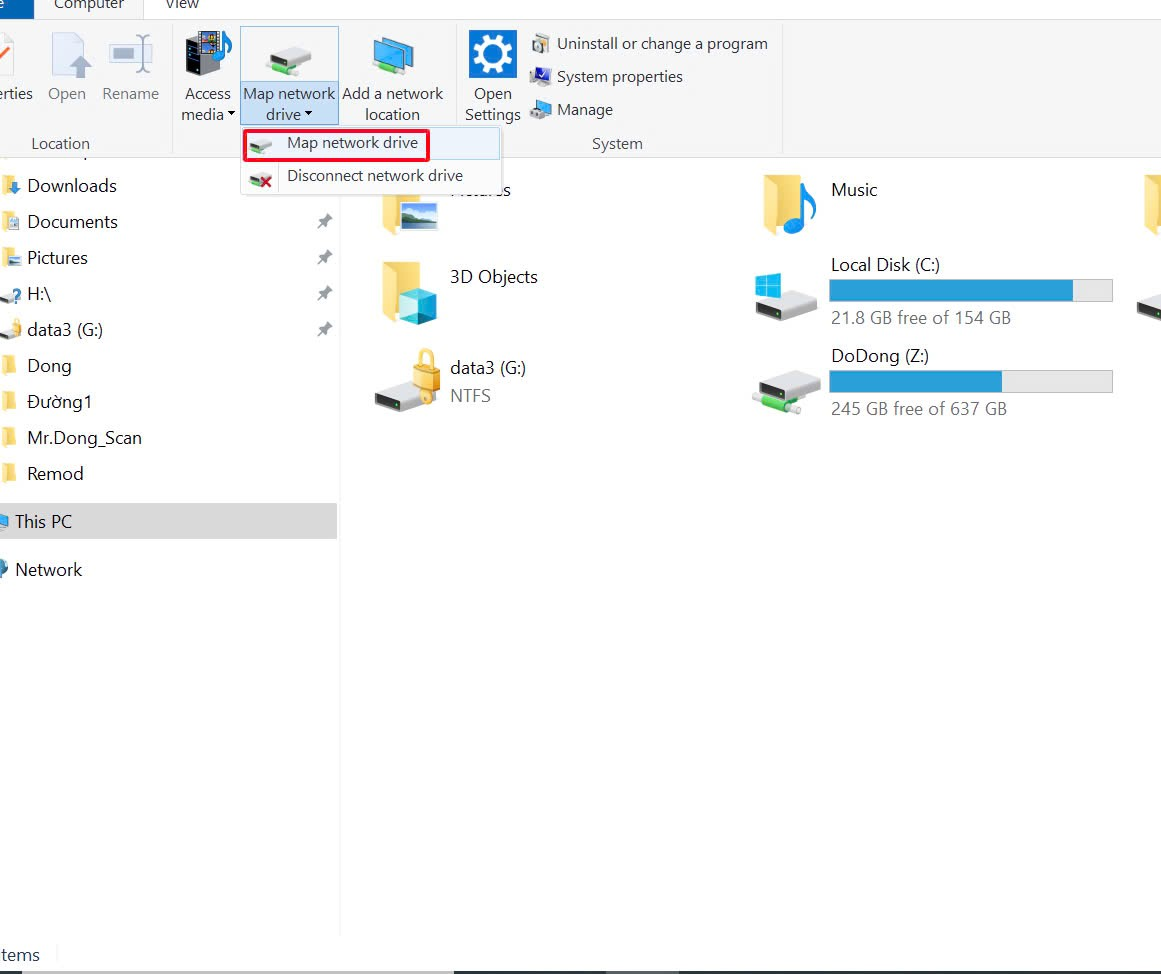 Computer
View
Open
Rename
Access
media
Map network
drive
Add a network
location
Open
Settings
Uninstall or change a program
System properties
Manage
Location
System
Map network drive
Disconnect network drive
Downloads
Documents
Pictures
H:\
data3 (G:)
Dong
Đường1
Mr.Dong_Scan
Remod
This PC
Network
Music
3D Objects
Local Disk (C:)
21.8 GB free of 154 GB
data3 (G:)
NTFS
DoDong (Z:)
245 GB free of 637 GB